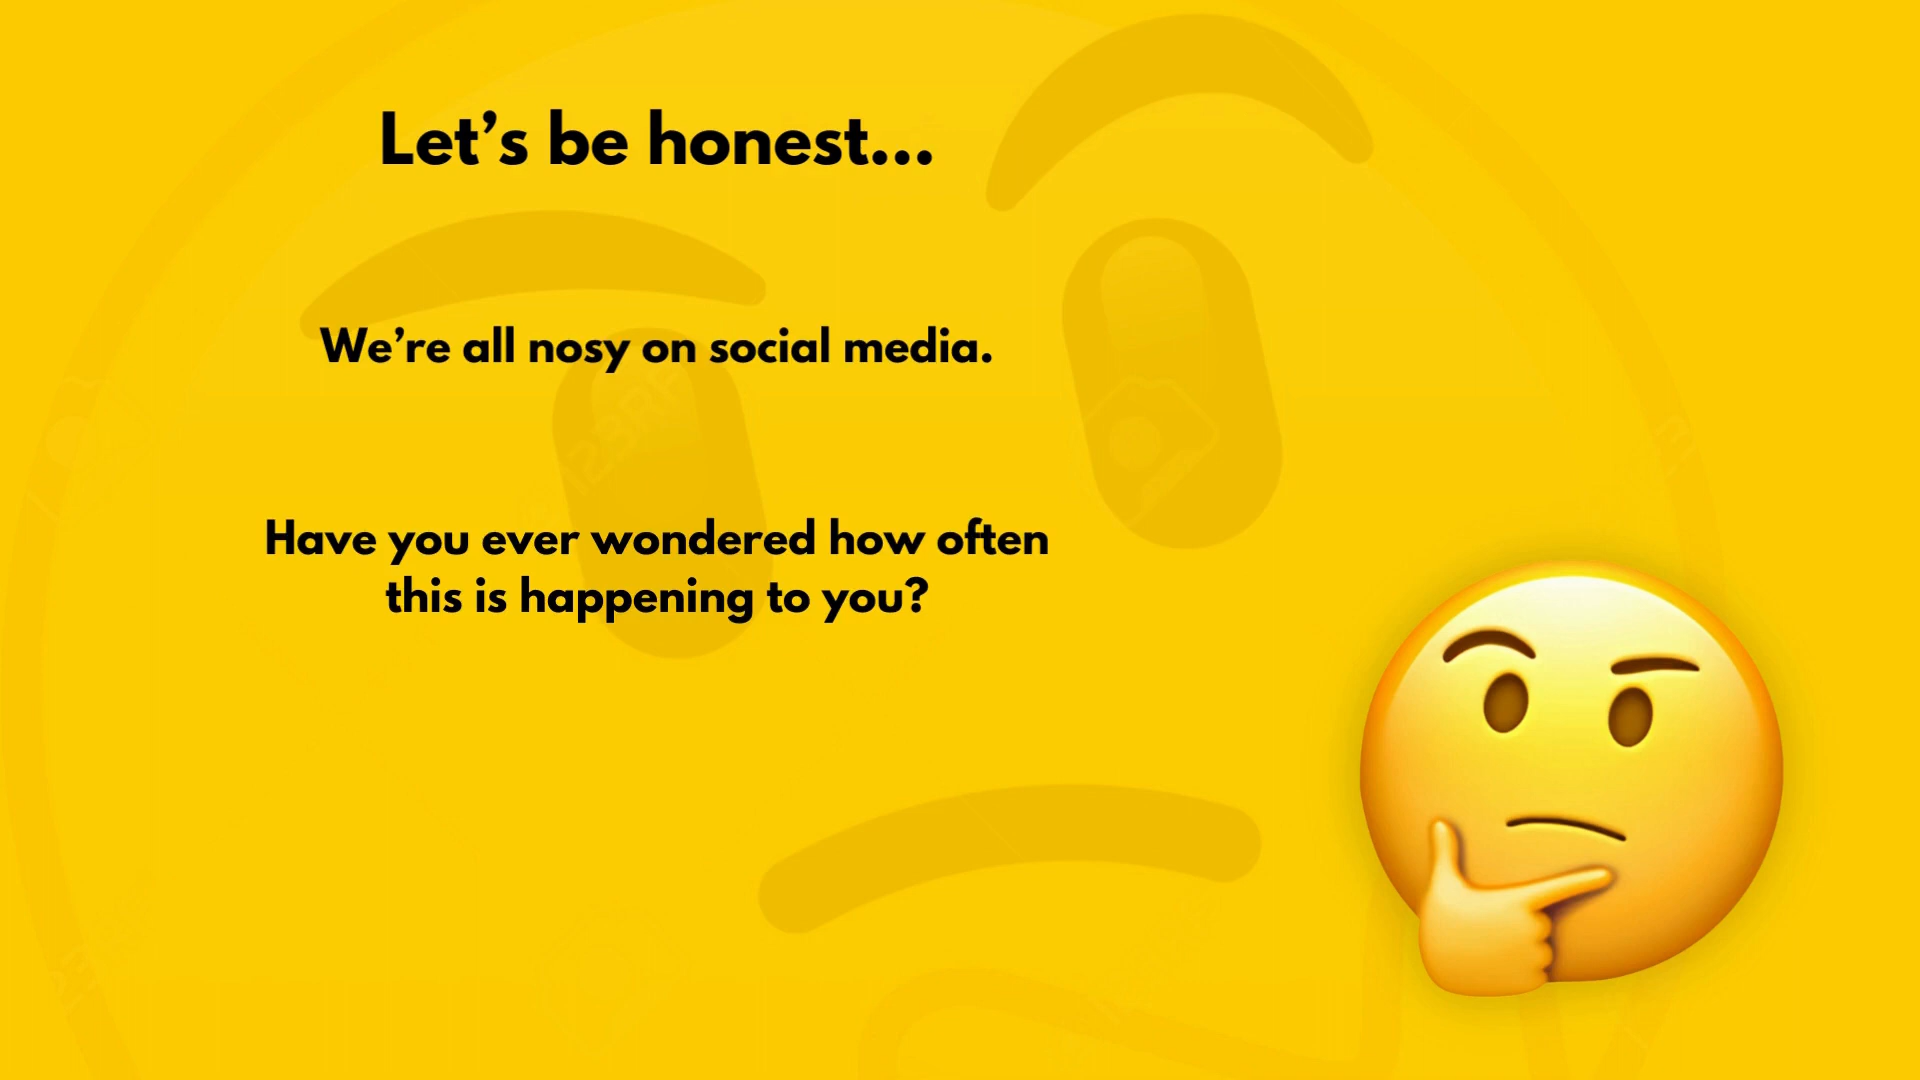 Let’s be honest...
We’re all nosy on social media.
Have you ever wondered how often
this is happening to you?
123RF